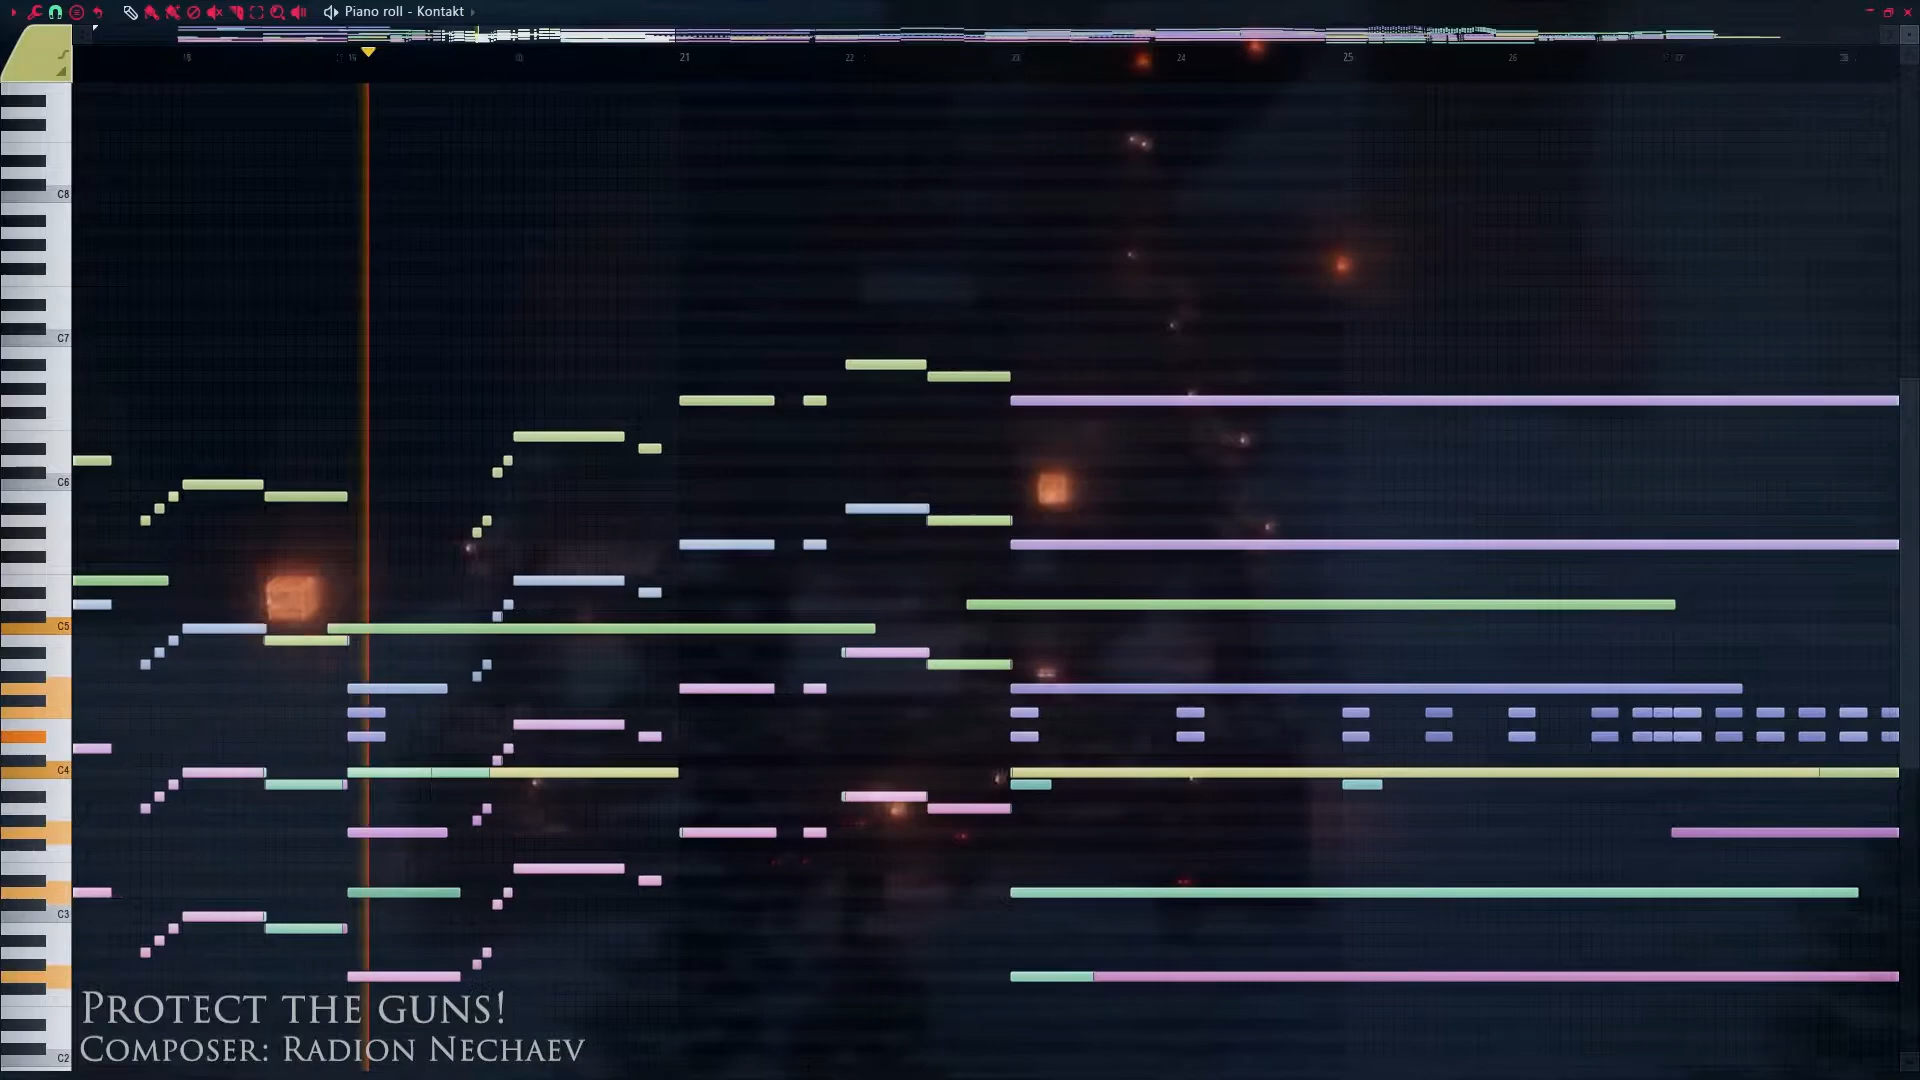 Piano roll - Kontakt
21
22
23
24
25
26
C8
C7
C6
C5
C4
C3
C2
PROTECT THE GUNS!
COMPOSER: RADION NECHAEV